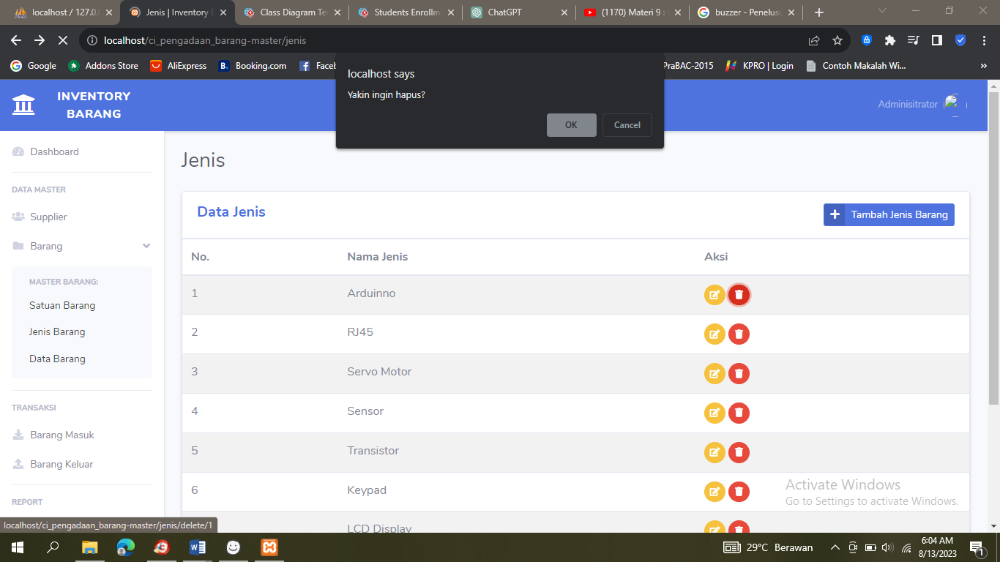 localhost / 127.0.
Jenis | Inventory
Class Diagram Te
Students Enrollm
ChatGPT
(1170) Materi 9 :
buzzer - Penelus
localhost/ci_pengadaan_barang-master/jenis
Google
Addons Store
AliExpress
Booking.com
Faceb
PraBAC-2015
KPRO | Login
Contoh Makalah Wi...
localhost says
Yakin ingin hapus?
OK
Cancel
INVENTORY
BARANG
Adminisitrator
Dashboard
DATA MASTER
Supplier
Barang
MASTER BARANG:
Satuan Barang
Jenis Barang
Data Barang
TRANSAKSI
Barang Masuk
Barang Keluar
REPORT
Jenis
Data Jenis
Tambah Jenis Barang
No. Nama Jenis Aksi
1 Arduinno
2 RJ45
3 Servo Motor
4 Sensor
5 Transistor
6 Keypad
LCD Display
Activate Windows
Go to Settings to activate Windows.
localhost/ci_pengadaan_barang-master/jenis/delete/1
29°C Berawan
6:04 AM
8/13/2023
1